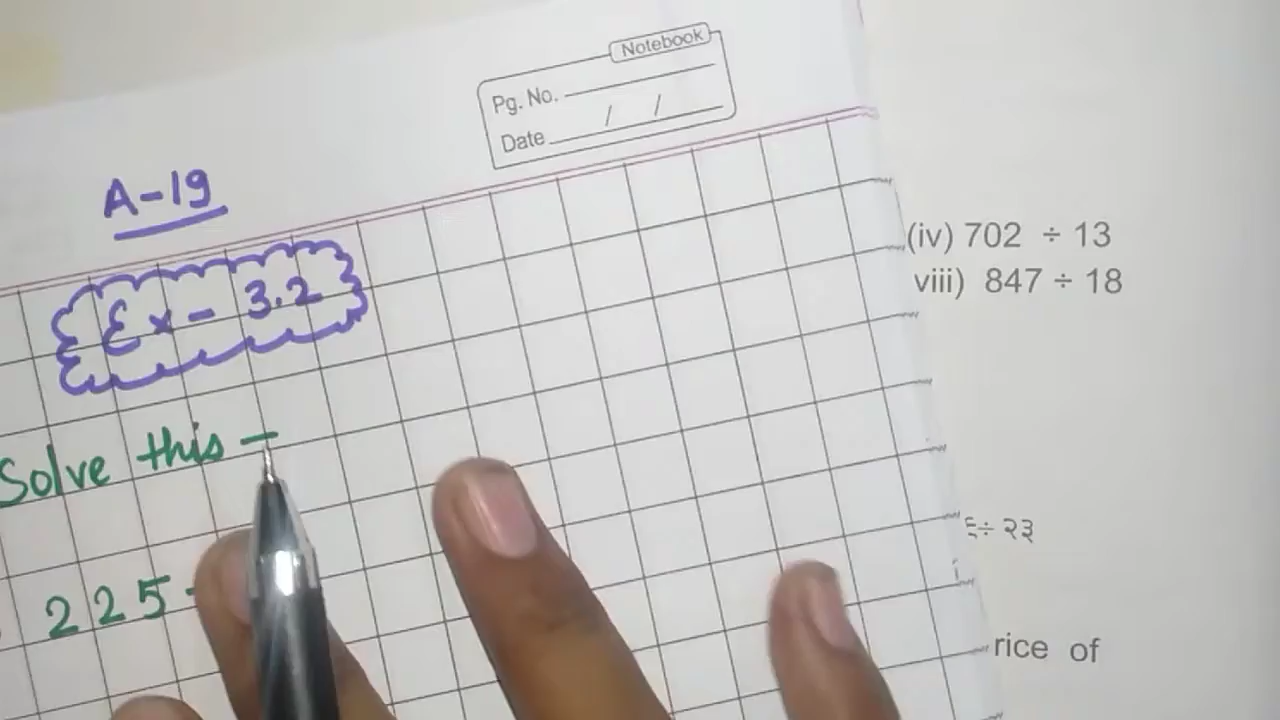 Notebook
Pg. No.
Date / /
A-19
Ex - 3.2
Solve this -
225
(iv) 702 ÷ 13
viii) 847 ÷ 18
÷ २३
rice of